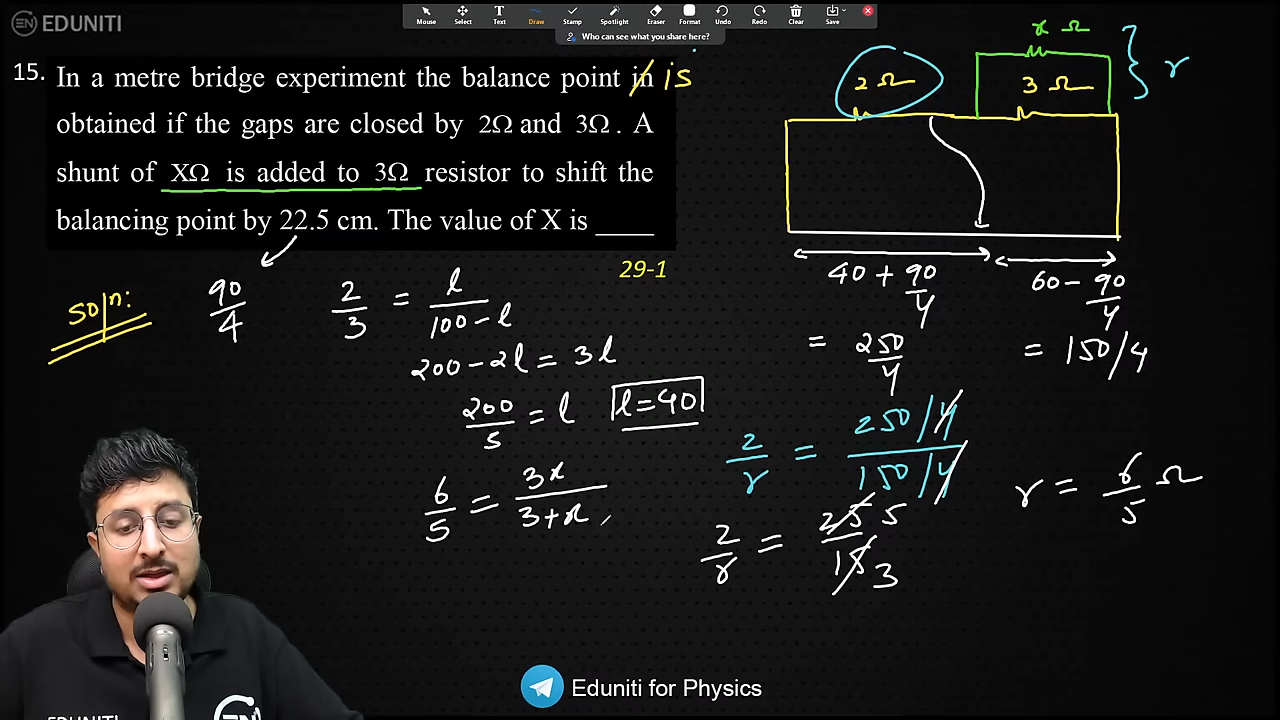 EDUNITI
Mouse Select Text Draw Stamp Spotlight Eraser Format Undo Redo Clear Save
Who can see what you share here?
15. In a metre bridge experiment the balance point in is
obtained if the gaps are closed by 2Ω and 3Ω. A
shunt of XΩ is added to 3Ω resistor to shift the
balancing point by 22.5 cm. The value of X is ____
29-1
x Ω
2 Ω
3 Ω
r
40 + 90/4
60 - 90/4
= 250/4
= 150/4
Soln:
90/4
2/3 = l/(100-l)
200-2l = 3l
200/5 = l
l=40
2/r = (250/4)/(150/4)
2/r = 25 5/15 3
r = 6/5 Ω
6/5 = 3x/(3+x)
Eduniti for Physics
EDUNITI
EN